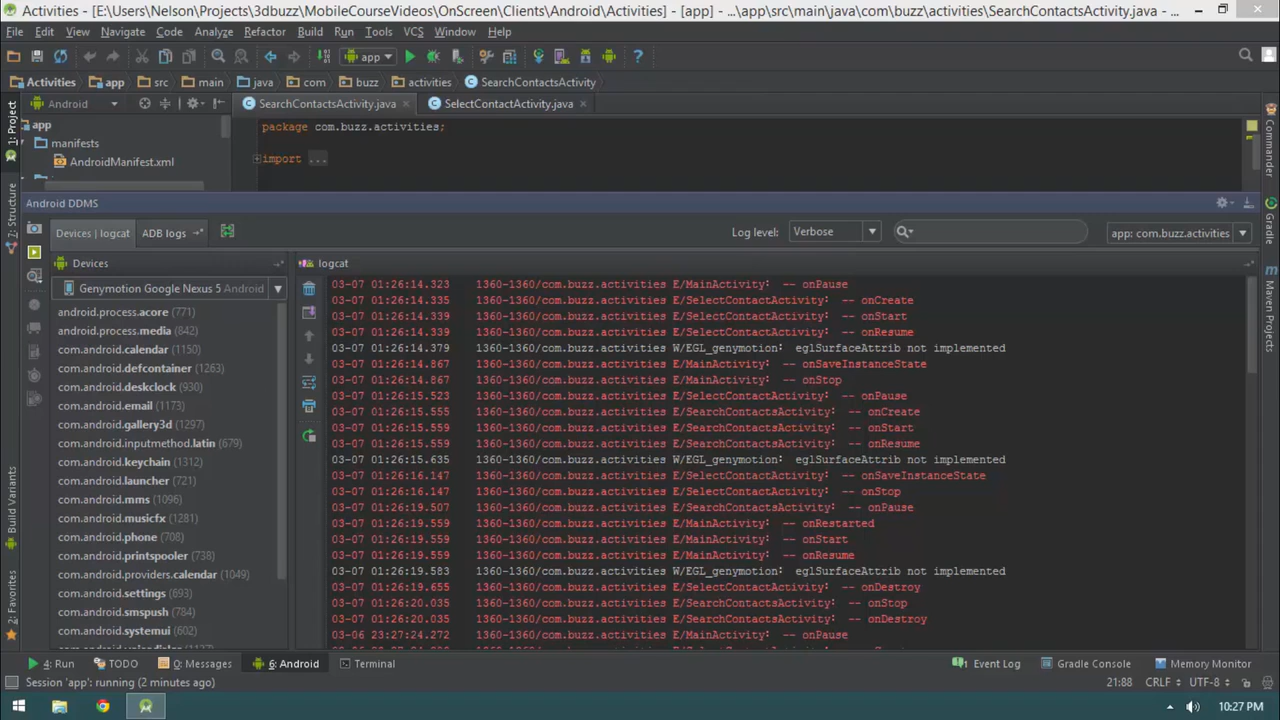 Activities - [E:\Users\Nelson\Projects\3dbuzz\MobileCourseVideos\OnScreen\Clients\Android\Activities] - [app] - ...\app\src\main\java\com\buzz\activities\SearchContactsActivity.java - ...
File Edit View Navigate Code Analyze Refactor Build Run Tools VCS Window Help
app
Activities app src main java com buzz activities SearchContactsActivity
1: Project
Android
SearchContactsActivity.java
SelectContactActivity.java
app
manifests
AndroidManifest.xml
package com.buzz.activities;
import ...
Commander
Z: Structure
Android DDMS
Devices | logcat
ADB logs
Log level: Verbose
app: com.buzz.activities
Gradle
Devices
Genymotion Google Nexus 5 Android
android.process.acore (771)
android.process.media (842)
com.android.calendar (1150)
com.android.defcontainer (1263)
com.android.deskclock (930)
com.android.email (1173)
com.android.gallery3d (1297)
com.android.inputmethod.latin (679)
com.android.keychain (1312)
com.android.launcher (721)
com.android.mms (1096)
com.android.musicfx (1281)
com.android.phone (708)
com.android.printspooler (738)
com.android.providers.calendar (1049)
com.android.settings (693)
com.android.smspush (784)
com.android.systemui (602)
logcat
03-07 01:26:14.323 1360-1360/com.buzz.activities E/MainActivity: -- onPause
03-07 01:26:14.335 1360-1360/com.buzz.activities E/SelectContactActivity: -- onCreate
03-07 01:26:14.339 1360-1360/com.buzz.activities E/SelectContactActivity: -- onStart
03-07 01:26:14.339 1360-1360/com.buzz.activities E/SelectContactActivity: -- onResume
03-07 01:26:14.379 1360-1360/com.buzz.activities W/EGL_genymotion: eglSurfaceAttrib not implemented
03-07 01:26:14.867 1360-1360/com.buzz.activities E/MainActivity: -- onSaveInstanceState
03-07 01:26:14.867 1360-1360/com.buzz.activities E/MainActivity: -- onStop
03-07 01:26:15.523 1360-1360/com.buzz.activities E/SelectContactActivity: -- onPause
03-07 01:26:15.555 1360-1360/com.buzz.activities E/SearchContactsActivity: -- onCreate
03-07 01:26:15.559 1360-1360/com.buzz.activities E/SearchContactsActivity: -- onStart
03-07 01:26:15.559 1360-1360/com.buzz.activities E/SearchContactsActivity: -- onResume
03-07 01:26:15.635 1360-1360/com.buzz.activities W/EGL_genymotion: eglSurfaceAttrib not implemented
03-07 01:26:16.147 1360-1360/com.buzz.activities E/SelectContactActivity: -- onSaveInstanceState
03-07 01:26:16.147 1360-1360/com.buzz.activities E/SelectContactActivity: -- onStop
03-07 01:26:19.507 1360-1360/com.buzz.activities E/SearchContactsActivity: -- onPause
03-07 01:26:19.559 1360-1360/com.buzz.activities E/MainActivity: -- onRestarted
03-07 01:26:19.559 1360-1360/com.buzz.activities E/MainActivity: -- onStart
03-07 01:26:19.559 1360-1360/com.buzz.activities E/MainActivity: -- onResume
03-07 01:26:19.583 1360-1360/com.buzz.activities W/EGL_genymotion: eglSurfaceAttrib not implemented
03-07 01:26:19.655 1360-1360/com.buzz.activities E/SelectContactActivity: -- onDestroy
03-07 01:26:20.035 1360-1360/com.buzz.activities E/SearchContactsActivity: -- onStop
03-07 01:26:20.035 1360-1360/com.buzz.activities E/SearchContactsActivity: -- onDestroy
03-06 23:27:24.272 1360-1360/com.buzz.activities E/MainActivity: -- onPause
Maven Projects
Build Variants
2: Favorites
4: Run TODO 0: Messages 6: Android Terminal
1 Event Log Gradle Console Memory Monitor
Session 'app': running (2 minutes ago)
21:88 CRLF UTF-8
10:27 PM